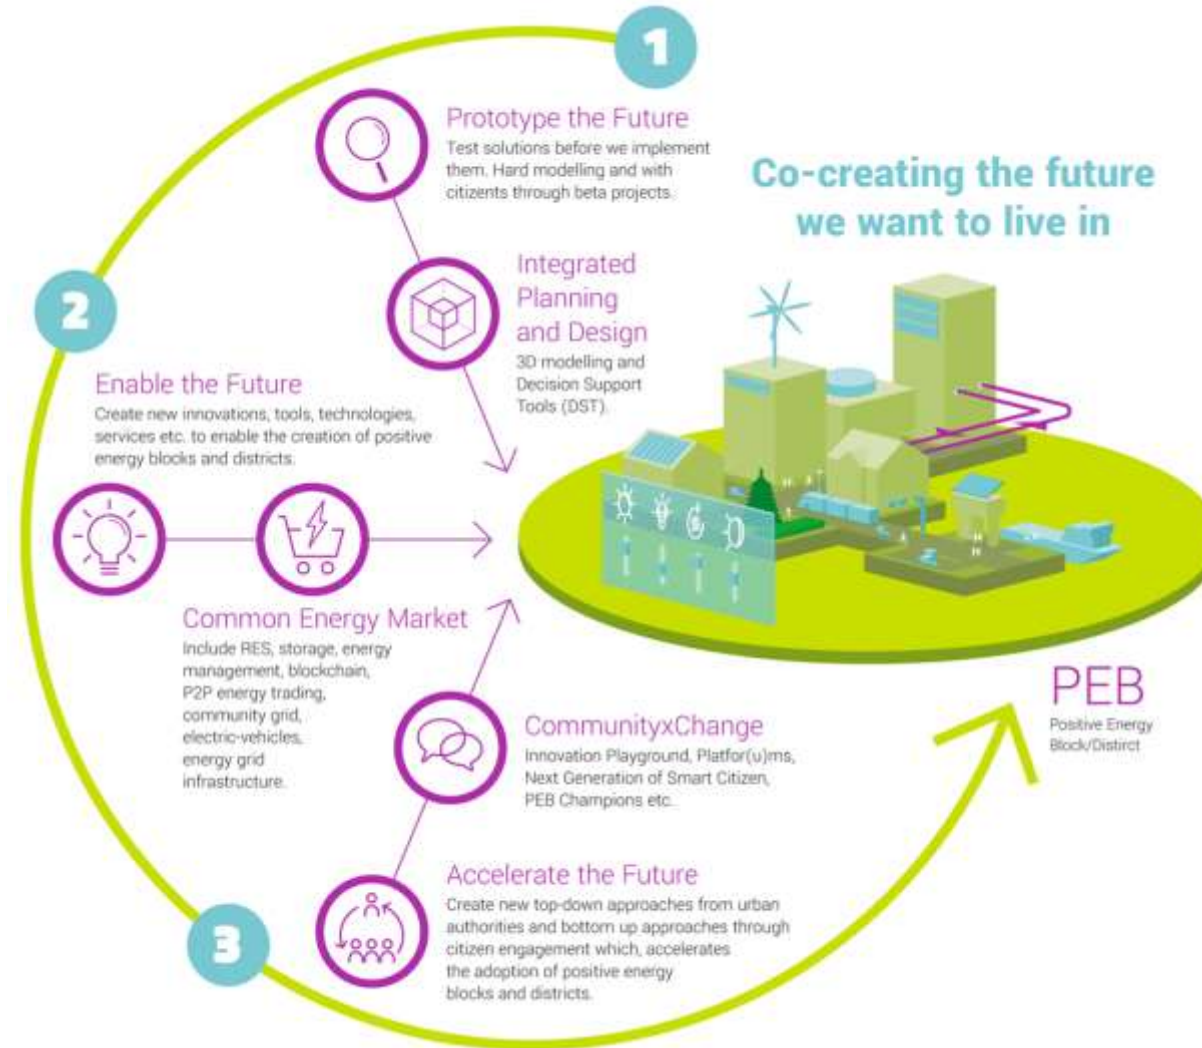 1
Prototype the Future
Test solutions before we implement
them. Hard modelling and with
citizents through beta projects.
Co-creating the future
we want to live in
Integrated
Planning
and Design
3D modelling and
Decision Support
Tools (DST).
2
Enable the Future
Create new innovations, tools, technologies,
services etc. to enable the creation of positive
energy blocks and districts.
Common Energy Market
Include RES, storage, energy
management, blockchain,
P2P energy trading,
community grid,
electric-vehicles,
energy grid
infrastructure.
CommunityxChange
Innovation Playground, Platfor(u)ms,
Next Generation of Smart Citizen,
PEB Champions etc.
PEB
Positive Energy
Block/Distirct
3
Accelerate the Future
Create new top-down approaches from urban
authorities and bottom up approaches through
citizen engagement which, accelerates
the adoption of positive energy
blocks and districts.